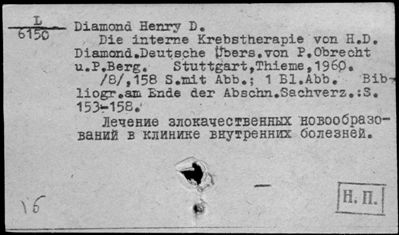 L
6150
Diamond Henry D.
Die interne Krebstherapie von H.D.
Diamond.Deutsche Übers.von P.Obrecht
u.P.Berg. Stuttgart,Thieme,1960.
/8/,158 S.mit Abb.; 1 El.Abb. Bib-
liogr.am Ende der Abschn.Sachverz.:S.
153-158.
Лечение злокачественных новообразо-
ваний в клинике внутренних болезней.
16
—
Н. П.